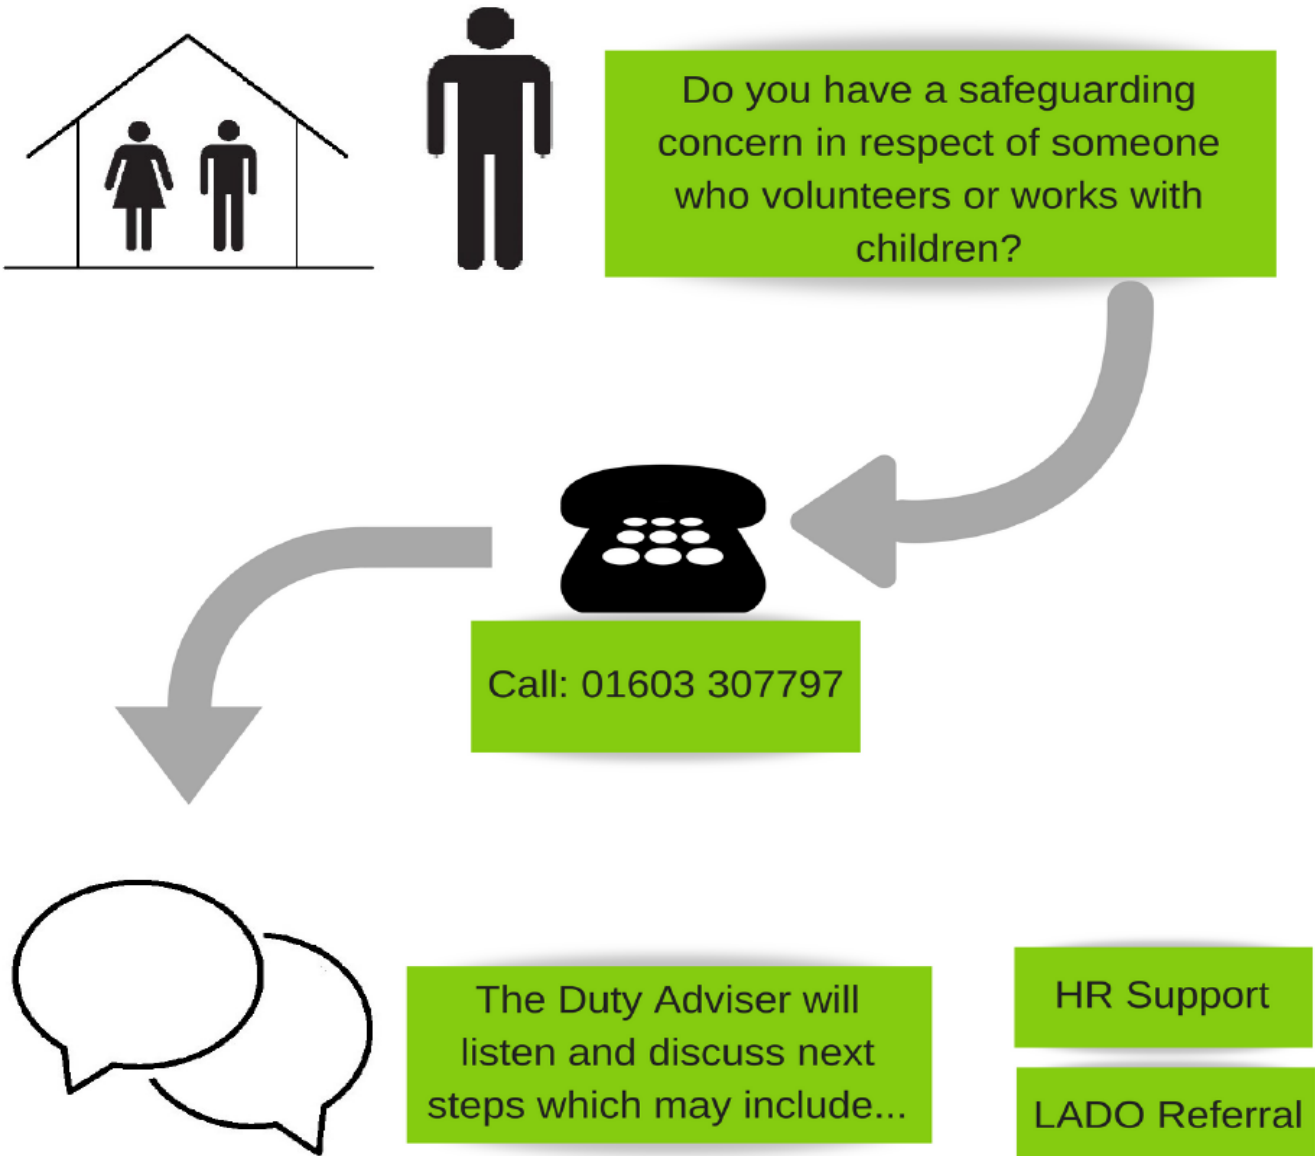 Do you have a safeguarding
concern in respect of someone
who volunteers or works with
children?
Call: 01603 307797
The Duty Adviser will
listen and discuss next
steps which may include...
HR Support
LADO Referral